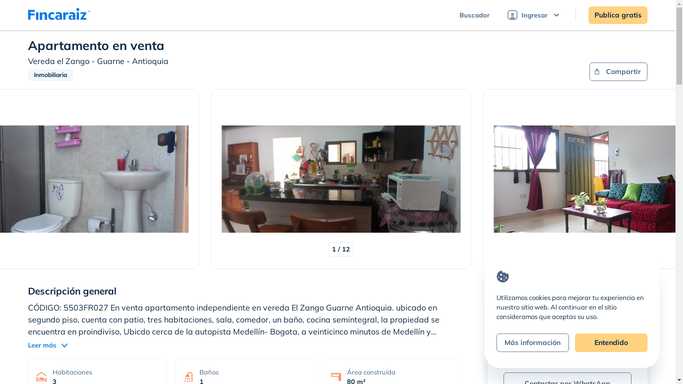 Fincaraiz
Buscador
Ingresar
Publica gratis
Apartamento en venta
Vereda el Zango - Guarne - Antioquia
Inmobiliaria
Compartir
1 / 12
Descripción general
CÓDIGO: 5503FR027 En venta apartamento independiente en vereda El Zango Guarne Antioquia. ubicado en
segundo piso, cuenta con patio, tres habitaciones, sala, comedor, un baño, cocina semintegral, la propiedad se
encuentra en proindiviso, Ubicado cerca de la autopista Medellín- Bogota, a veinticinco minutos de Medellín y...
Leer más
Habitaciones
3
Baños
1
Área construida
80 m²
Utilizamos cookies para mejorar tu experiencia en
nuestro sitio web. Al continuar en el sitio
consideramos que aceptas su uso.
Más información
Entendido
Contactar por WhatsApp